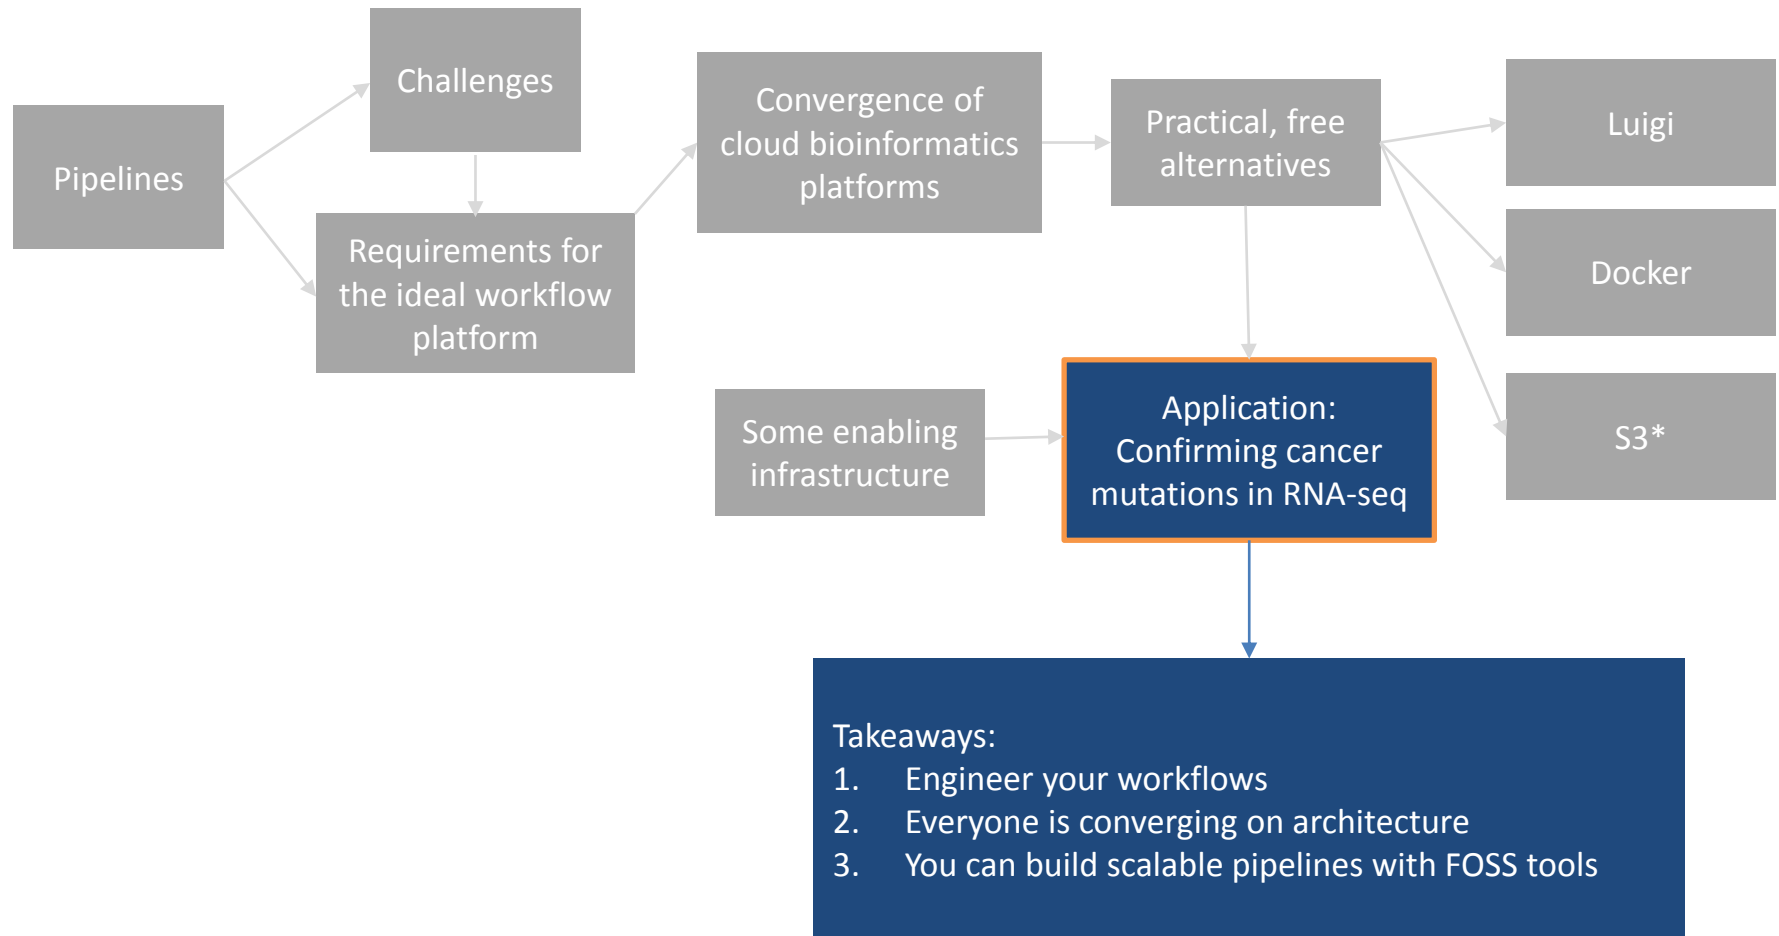 Pipelines
Challenges
Requirements for
the ideal workflow
platform
Convergence of
cloud bioinformatics
platforms
Practical, free
alternatives
Luigi
Docker
S3*
Some enabling
infrastructure
Application:
Confirming cancer
mutations in RNA-seq
Takeaways:
1. Engineer your workflows
2. Everyone is converging on architecture
3. You can build scalable pipelines with FOSS tools